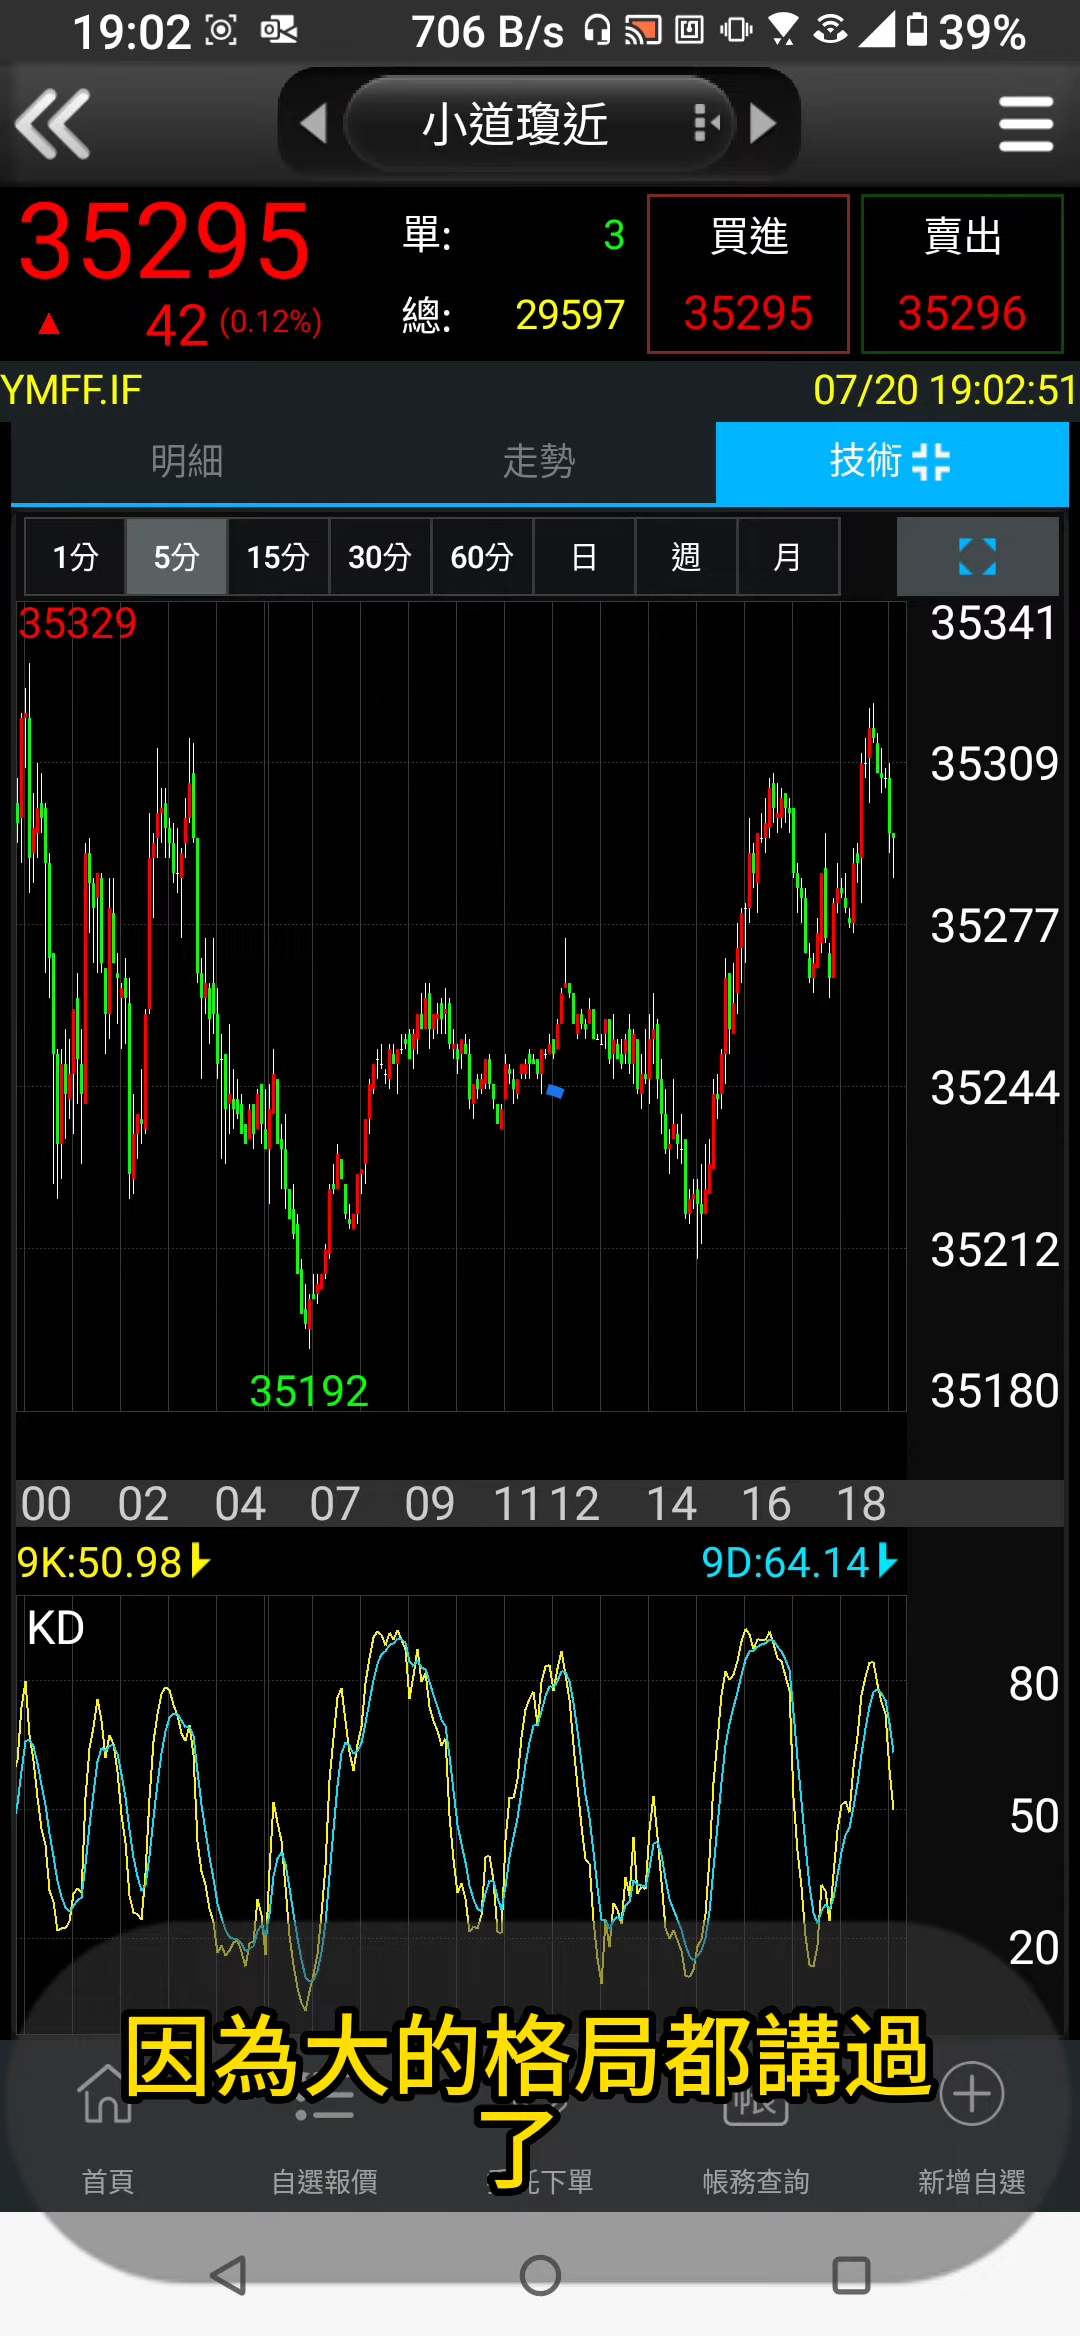 19:02 706 B/s 39%
小道瓊近
35295
42 (0.12%)
單: 3
總: 29597
買進
35295
賣出
35296
YMFF.IF 07/20 19:02:51
明細 走勢 技術
1分 5分 15分 30分 60分 日 週 月
35329
35341
35309
35277
35244
35212
35192
35180
00 02 04 07 09 11 12 14 16 18
9K:50.98 9D:64.14
KD
80
50
20
因為大的格局都講過
了
首頁 自選報價 託下單 帳務查詢 新增自選